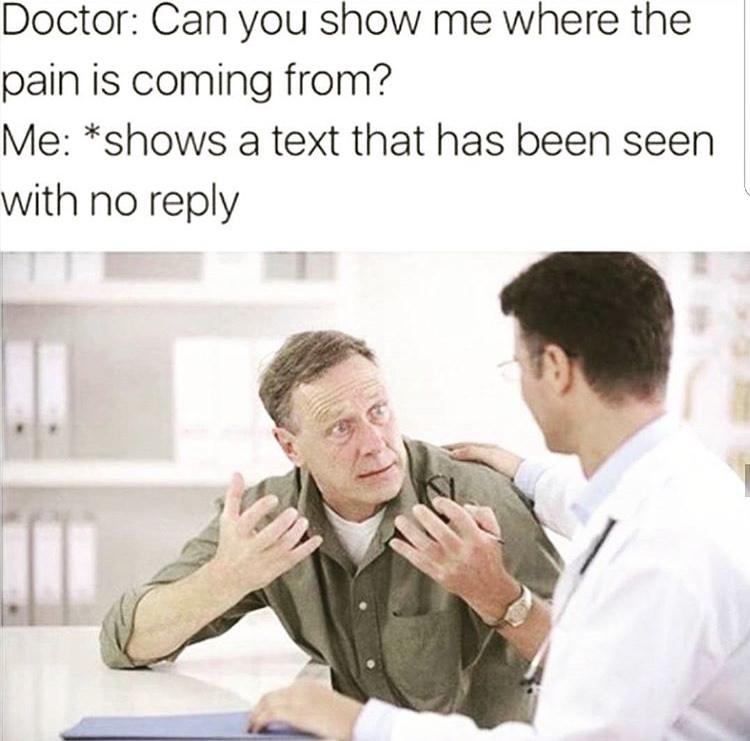 Doctor: Can you show me where the
pain is coming from?
Me: *shows a text that has been seen
with no reply